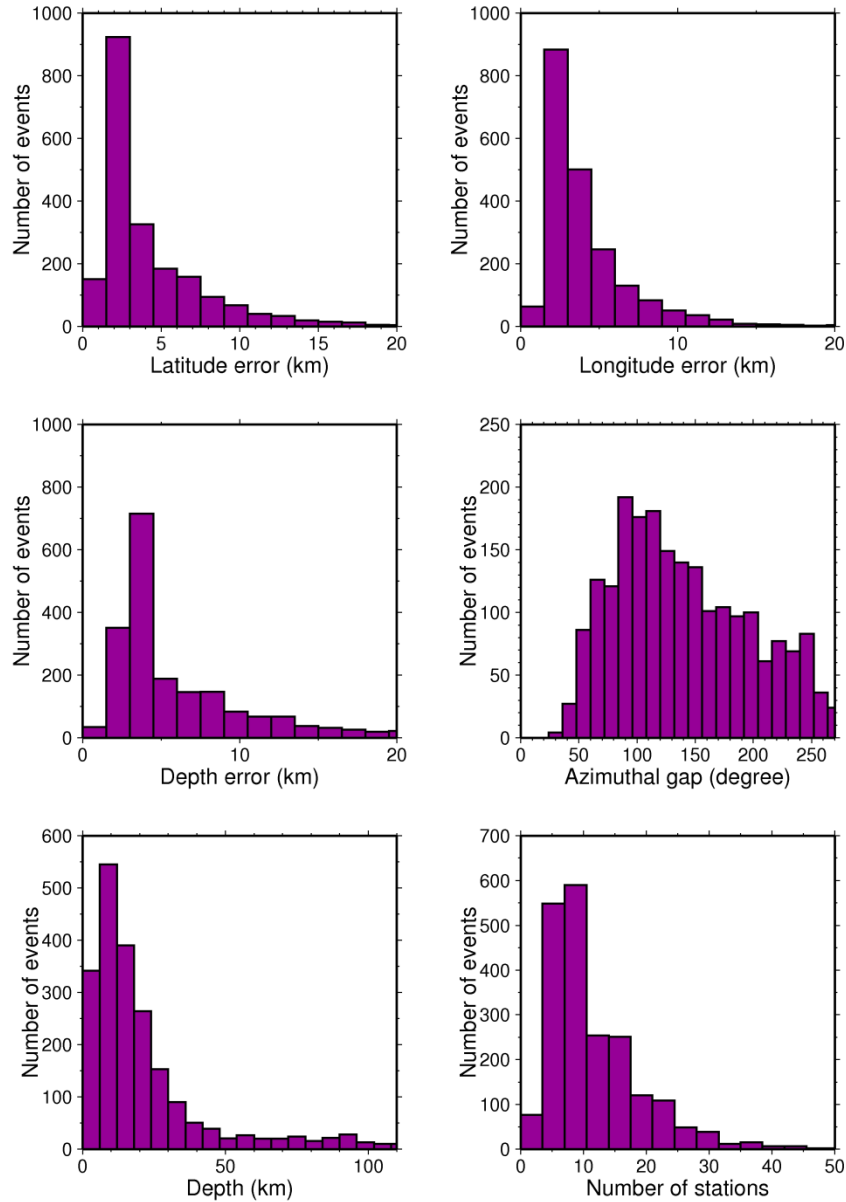 1000
800
600
400
200
0
Number of events
0 5 10 15 20
Latitude error (km)
1000
800
600
400
200
0
Number of events
0 10 20
Longitude error (km)
1000
800
600
400
200
0
Number of events
0 10 20
Depth error (km)
250
200
150
100
50
0
Number of events
0 50 100 150 200 250
Azimuthal gap (degree)
600
500
400
300
200
100
0
Number of events
0 50 100
Depth (km)
700
600
500
400
300
200
100
0
Number of events
0 10 20 30 40 50
Number of stations